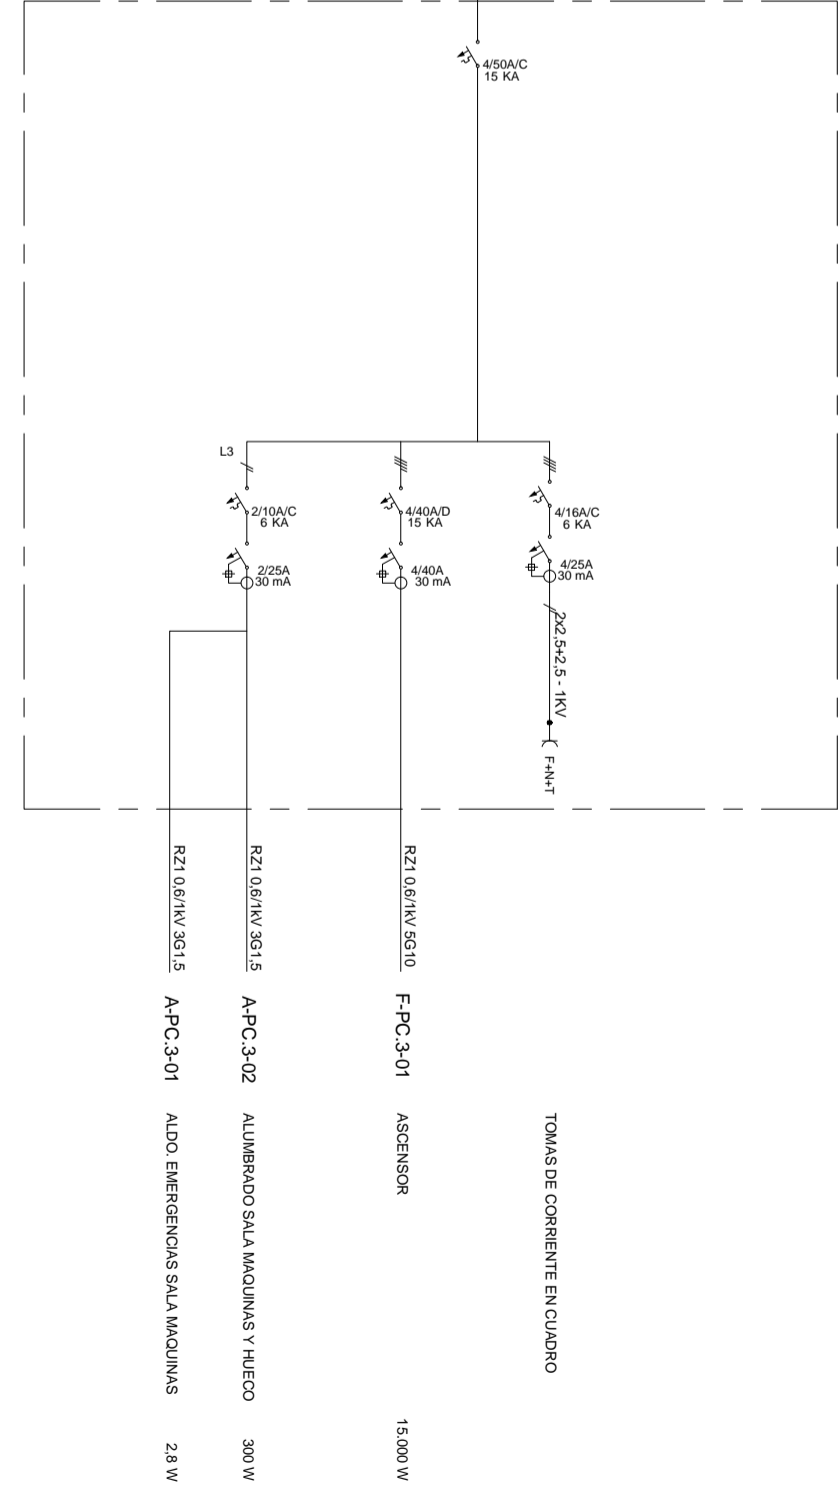 4/50A/C
15 KA
L3
2/10A/C
6 KA
4/40A/D
15 KA
4/16A/C
6 KA
2/25A
30 mA
4/40A
30 mA
4/25A
30 mA
2x2,5+2,5 - 1KV
F+N+T
RZ1 0,6/1kV 3G1,5
RZ1 0,6/1kV 3G1,5
RZ1 0,6/1kV 5G10
A-PC.3-01
A-PC.3-02
F-PC.3-01
ALDO. EMERGENCIAS SALA MAQUINAS
ALUMBRADO SALA MAQUINAS Y HUECO
ASCENSOR
TOMAS DE CORRIENTE EN CUADRO
2,8 W
300 W
15.000 W